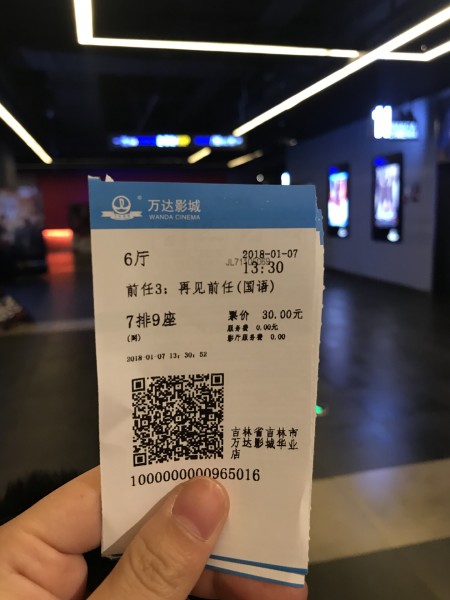 万达影城
WANDA CINEMA
6厅
2018-01-07
13:30
前任3：再见前任(国语)
7排9座
票价 30.00元
服务费 0.00元
影厅服务费 0.00
2018-01-07 13:30:52
吉林省吉林市
万达影城华业
店
1000000000965016